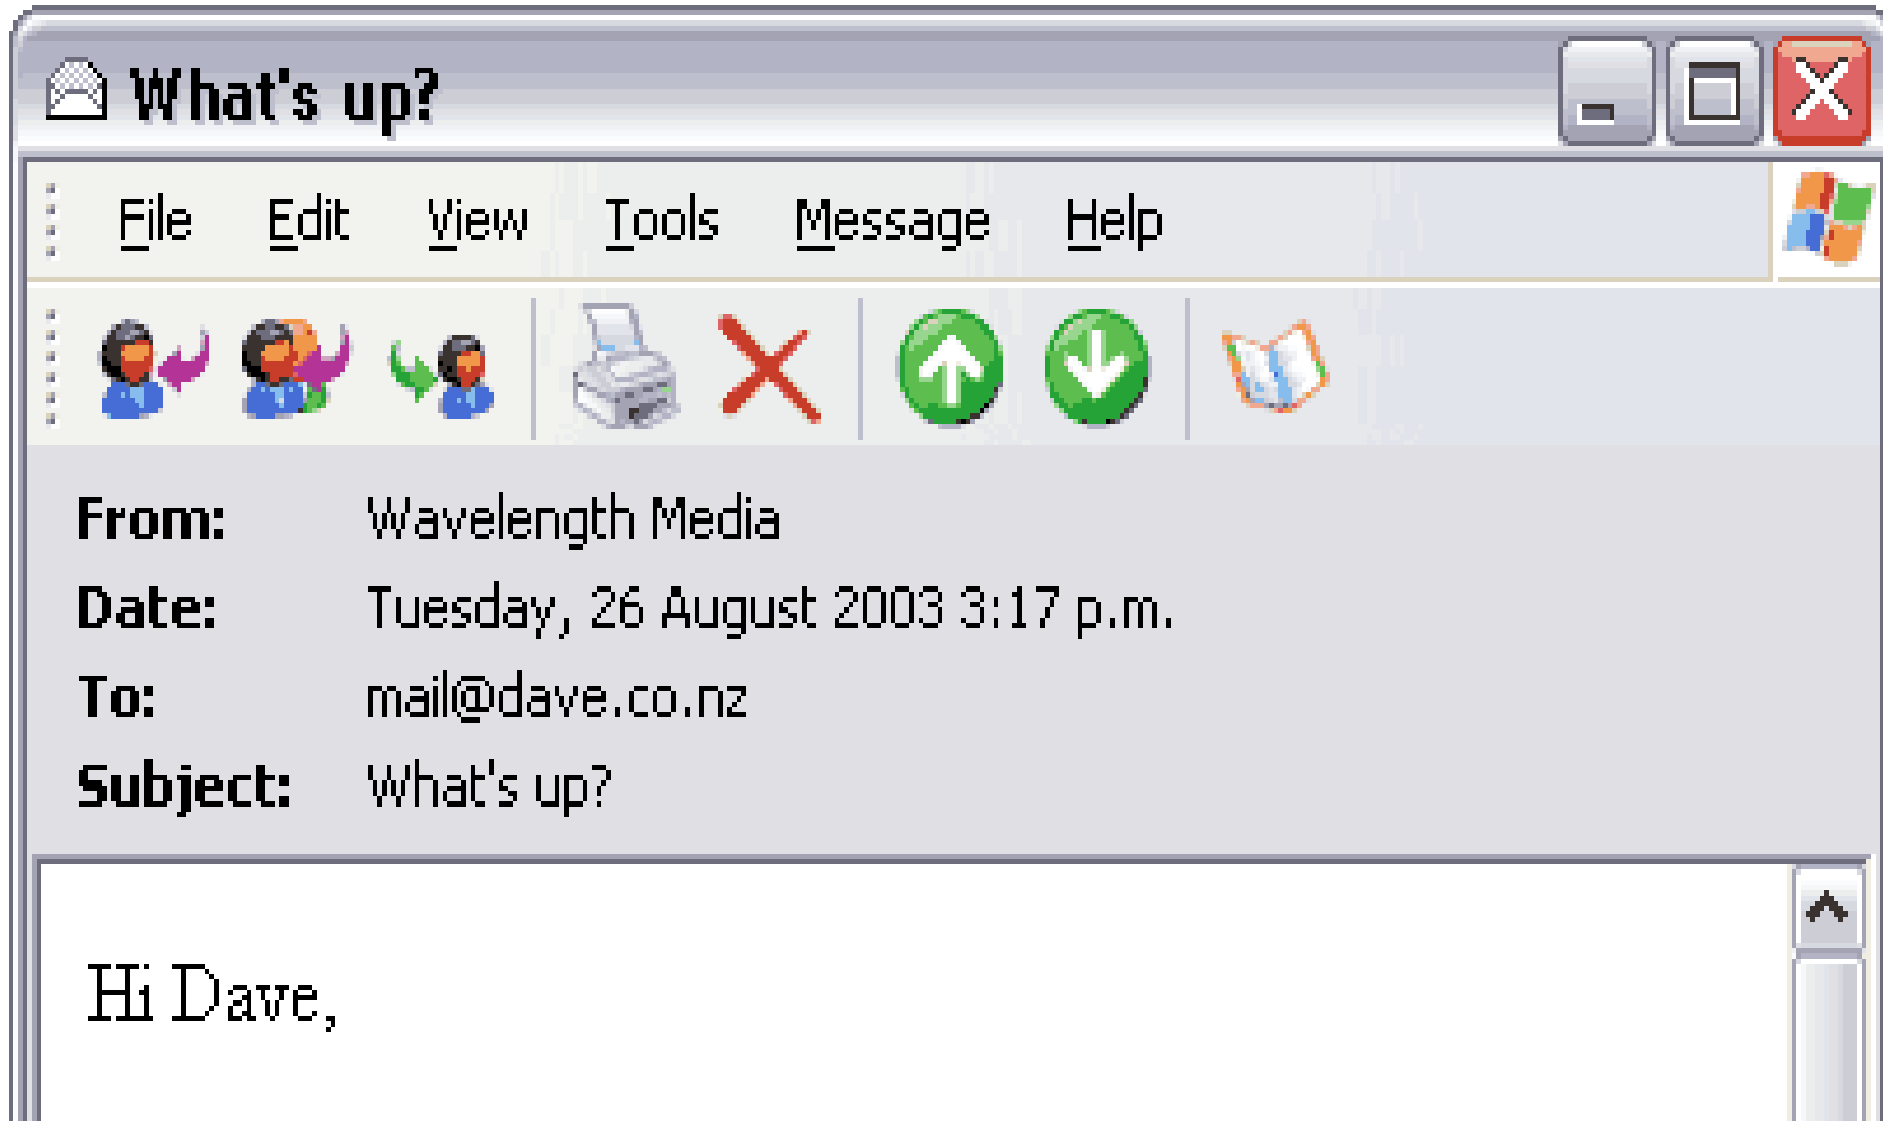 What's up?
File Edit View Tools Message Help
From: Wavelength Media
Date: Tuesday, 26 August 2003 3:17 p.m.
To: mail@dave.co.nz
Subject: What's up?
Hi Dave,